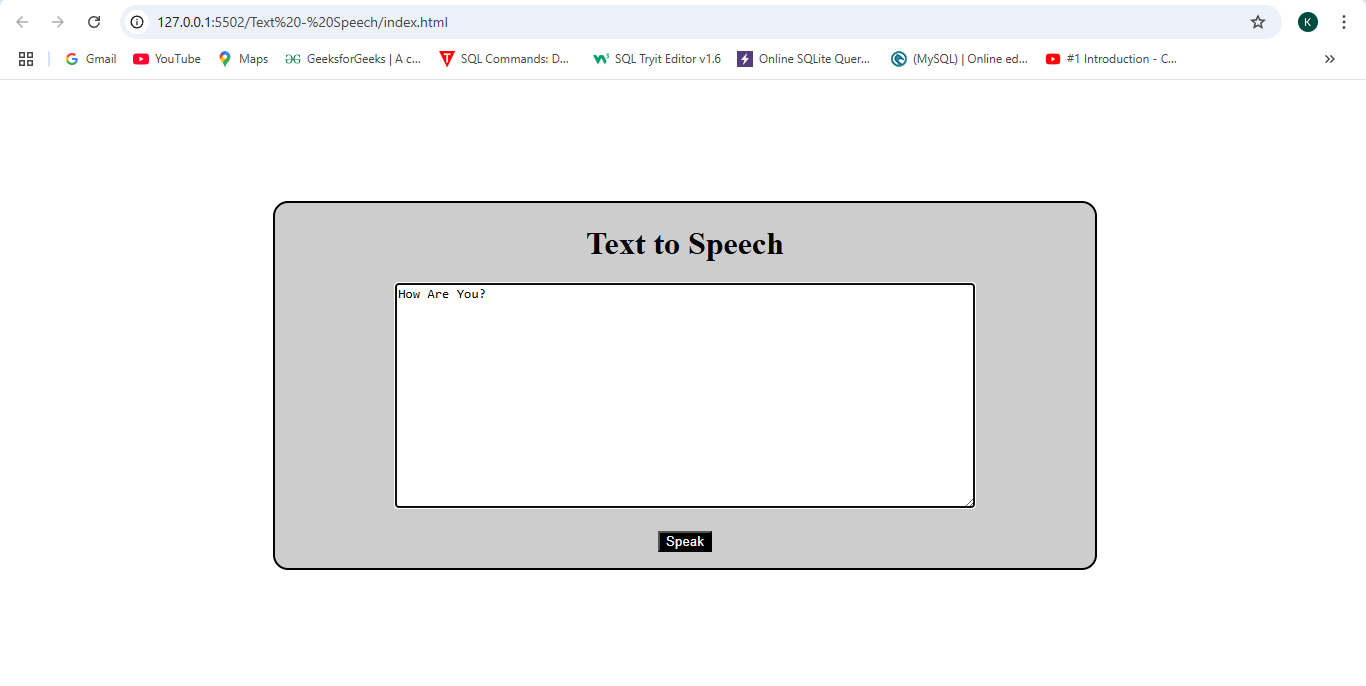 127.0.0.1:5502/Text%20-%20Speech/index.html
K
Gmail
YouTube
Maps
GeeksforGeeks | A c...
SQL Commands: D...
SQL Tryit Editor v1.6
Online SQLite Quer...
(MySQL) | Online ed...
#1 Introduction - C...
Text to Speech
How Are You?
Speak